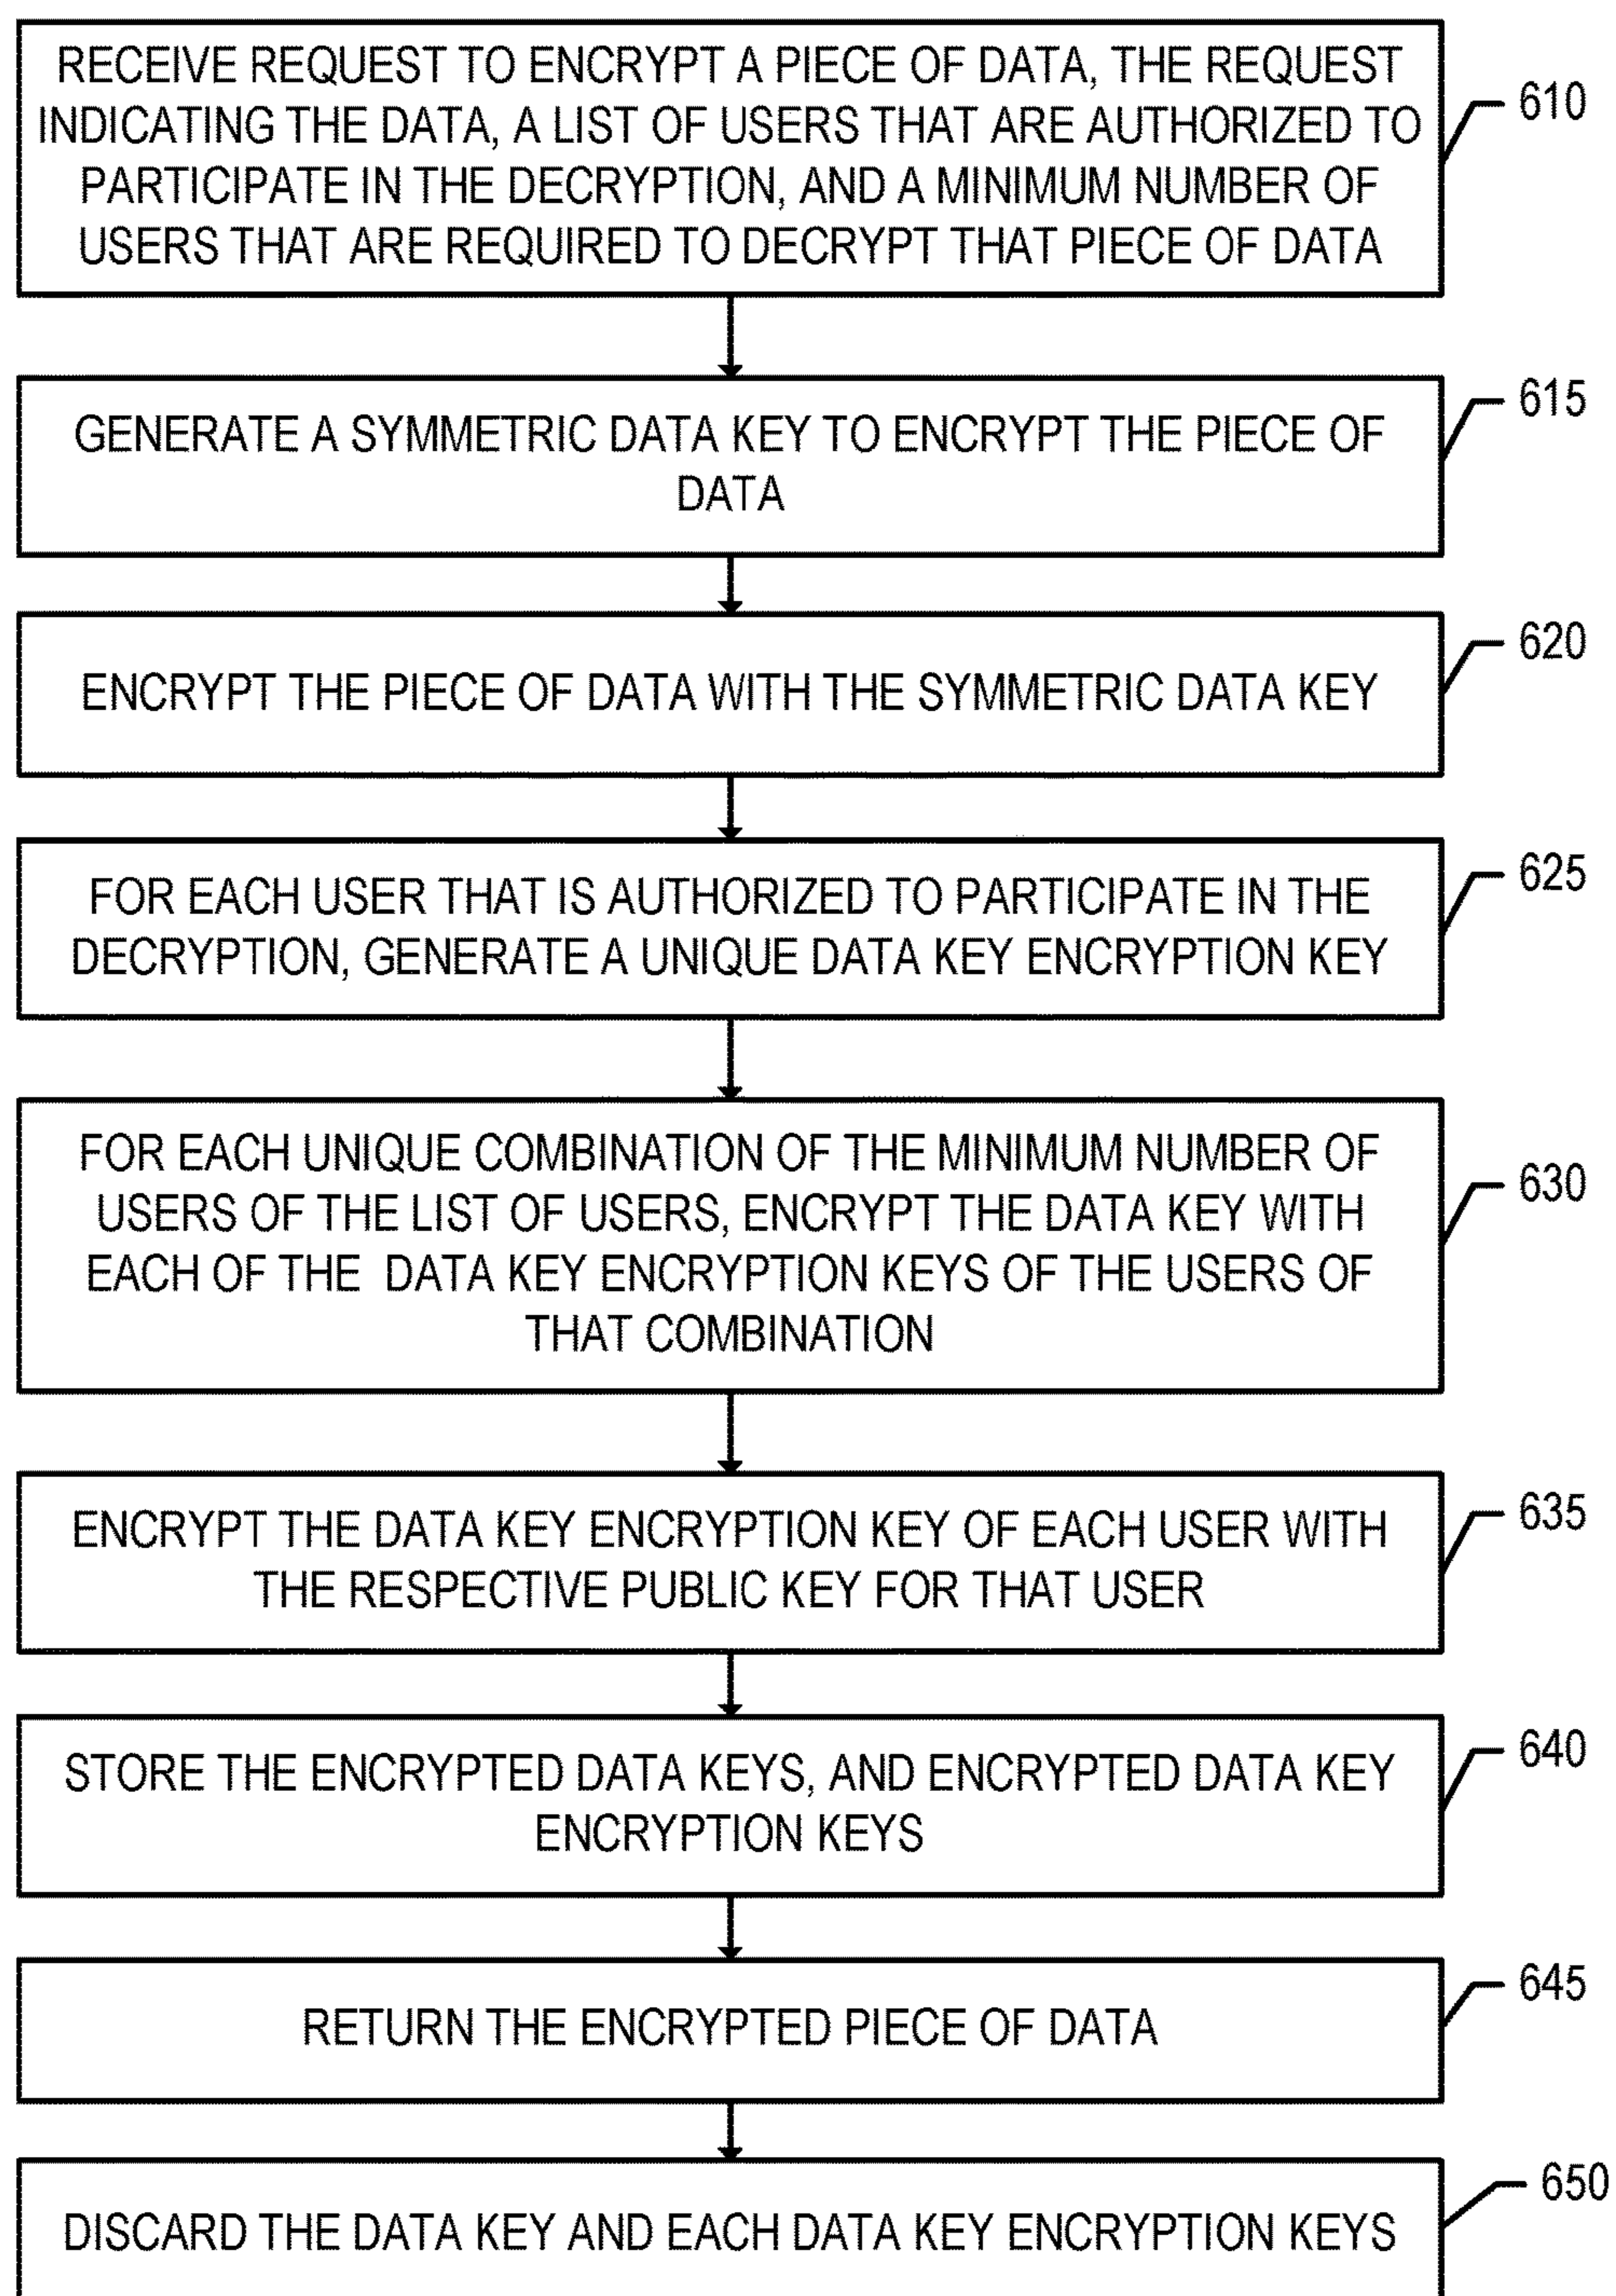 RECEIVE REQUEST TO ENCRYPT A PIECE OF DATA, THE REQUEST
INDICATING THE DATA, A LIST OF USERS THAT ARE AUTHORIZED TO
PARTICIPATE IN THE DECRYPTION, AND A MINIMUM NUMBER OF
USERS THAT ARE REQUIRED TO DECRYPT THAT PIECE OF DATA
610
GENERATE A SYMMETRIC DATA KEY TO ENCRYPT THE PIECE OF
DATA
615
ENCRYPT THE PIECE OF DATA WITH THE SYMMETRIC DATA KEY
620
FOR EACH USER THAT IS AUTHORIZED TO PARTICIPATE IN THE
DECRYPTION, GENERATE A UNIQUE DATA KEY ENCRYPTION KEY
625
FOR EACH UNIQUE COMBINATION OF THE MINIMUM NUMBER OF
USERS OF THE LIST OF USERS, ENCRYPT THE DATA KEY WITH
EACH OF THE DATA KEY ENCRYPTION KEYS OF THE USERS OF
THAT COMBINATION
630
ENCRYPT THE DATA KEY ENCRYPTION KEY OF EACH USER WITH
THE RESPECTIVE PUBLIC KEY FOR THAT USER
635
STORE THE ENCRYPTED DATA KEYS, AND ENCRYPTED DATA KEY
ENCRYPTION KEYS
640
RETURN THE ENCRYPTED PIECE OF DATA
645
DISCARD THE DATA KEY AND EACH DATA KEY ENCRYPTION KEYS
650